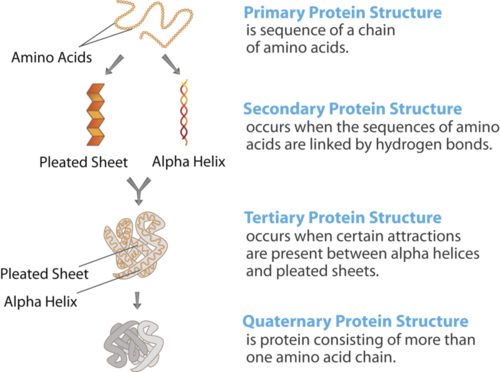 Primary Protein Structure
is sequence of a chain
of amino acids.
Amino Acids
Secondary Protein Structure
occurs when the sequences of amino
acids are linked by hydrogen bonds.
Pleated Sheet
Alpha Helix
Tertiary Protein Structure
occurs when certain attractions
are present between alpha helices
and pleated sheets.
Pleated Sheet
Alpha Helix
Quaternary Protein Structure
is protein consisting of more than
one amino acid chain.